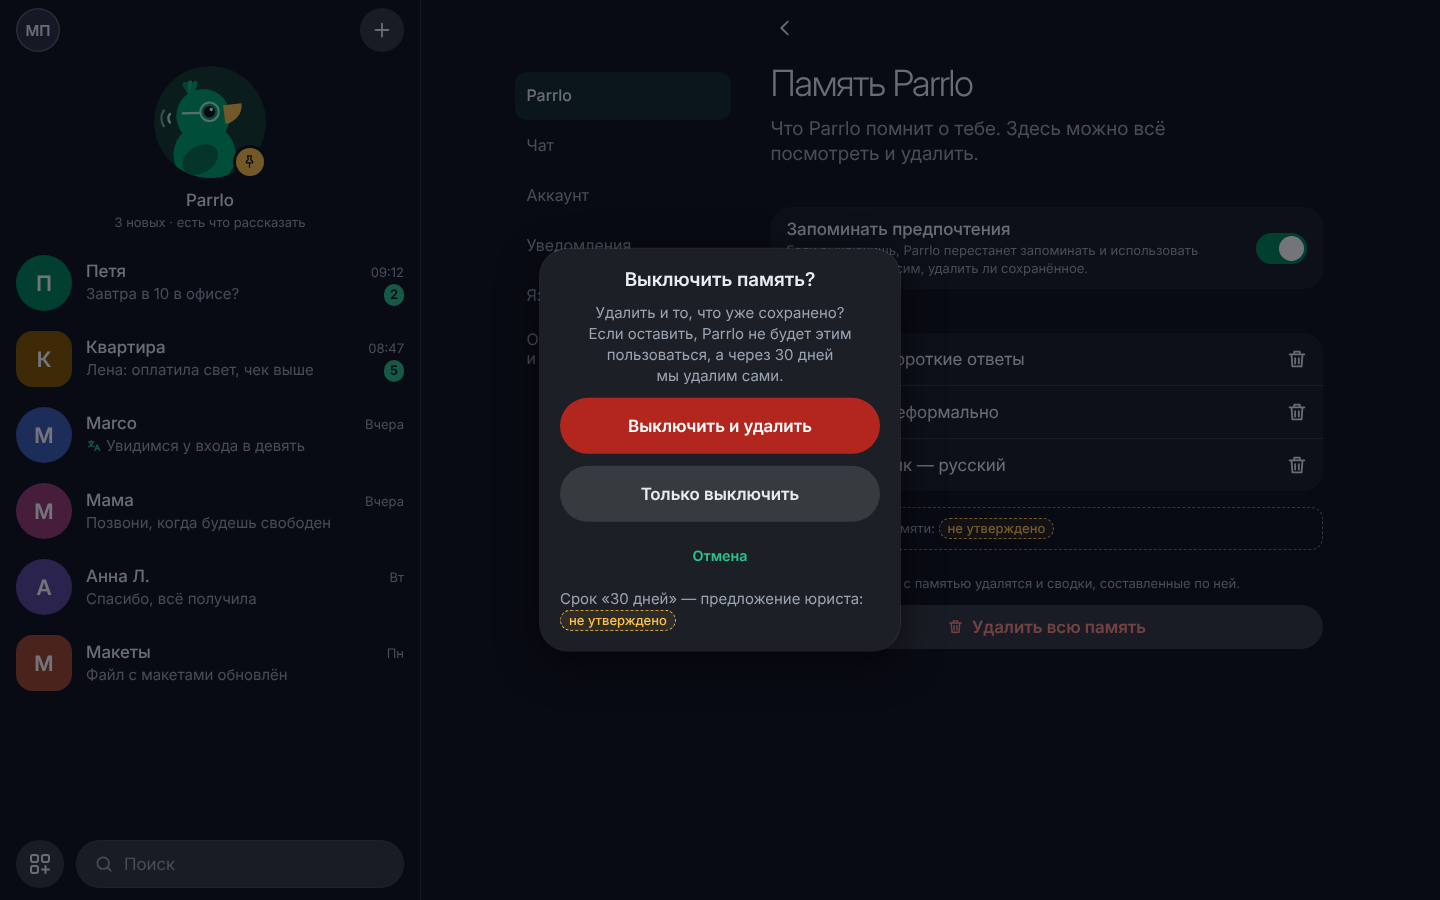 МП
Parrlo
3 новых · есть что рассказать
Петя
09:12
Завтра в 10 в офисе?
2
Квартира
08:47
Лена: оплатила свет, чек выше
5
Marco
Вчера
Увидимся у входа в девять
Мама
Вчера
Позвони, когда будешь свободен
Анна Л.
Вт
Спасибо, всё получила
Макеты
Пн
Файл с макетами обновлён
П
К
М
М
А
М
Поиск
Parrlo
Чат
Аккаунт
Уведомления
Память Parrlo
Что Parrlo помнит о тебе. Здесь можно всё
посмотреть и удалить.
Запоминать предпочтения
Parrlo перестанет запоминать и использовать
удалить ли сохранённое.
ответы
— русский
не утверждено
с памятью удалятся и сводки, составленные по ней.
Удалить всю память
Выключить память?
Удалить и то, что уже сохранено?
Если оставить, Parrlo не будет этим
пользоваться, а через 30 дней
мы удалим сами.
Выключить и удалить
Только выключить
Отмена
Срок «30 дней» — предложение юриста:
не утверждено